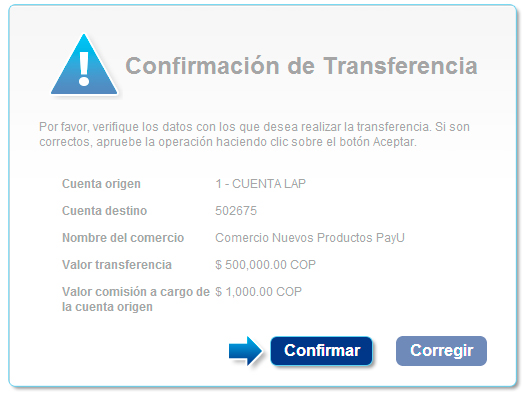 Confirmación de Transferencia
Por favor, verifique los datos con los que desea realizar la transferencia. Si son
correctos, apruebe la operación haciendo clic sobre el botón Aceptar.
Cuenta origen 1 - CUENTA LAP
Cuenta destino 502675
Nombre del comercio Comercio Nuevos Productos PayU
Valor transferencia $ 500,000.00 COP
Valor comisión a cargo de $ 1,000.00 COP
la cuenta origen
Confirmar Corregir